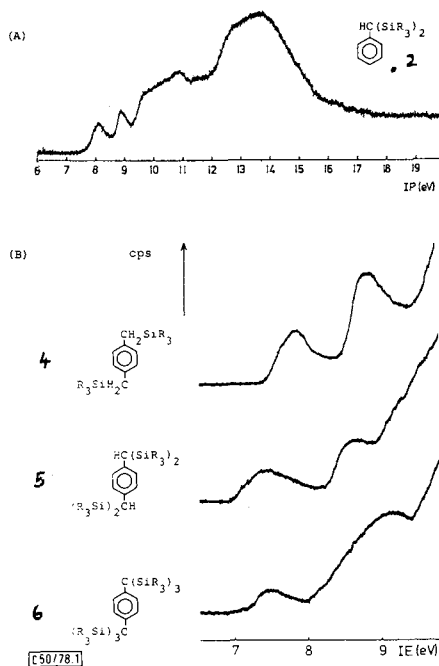 (A)
HC(SiR3)2
. 2
6 7 8 9 10 11 12 13 14 15 16 17 18 19
IP(eV)
(B)
cps
CH2SiR3
4
R3SiH2C
HC(SiR3)2
5
(R3Si)2CH
C(SiR3)3
6
(R3Si)3C
7 8 9
IE(eV)
C50/78.1